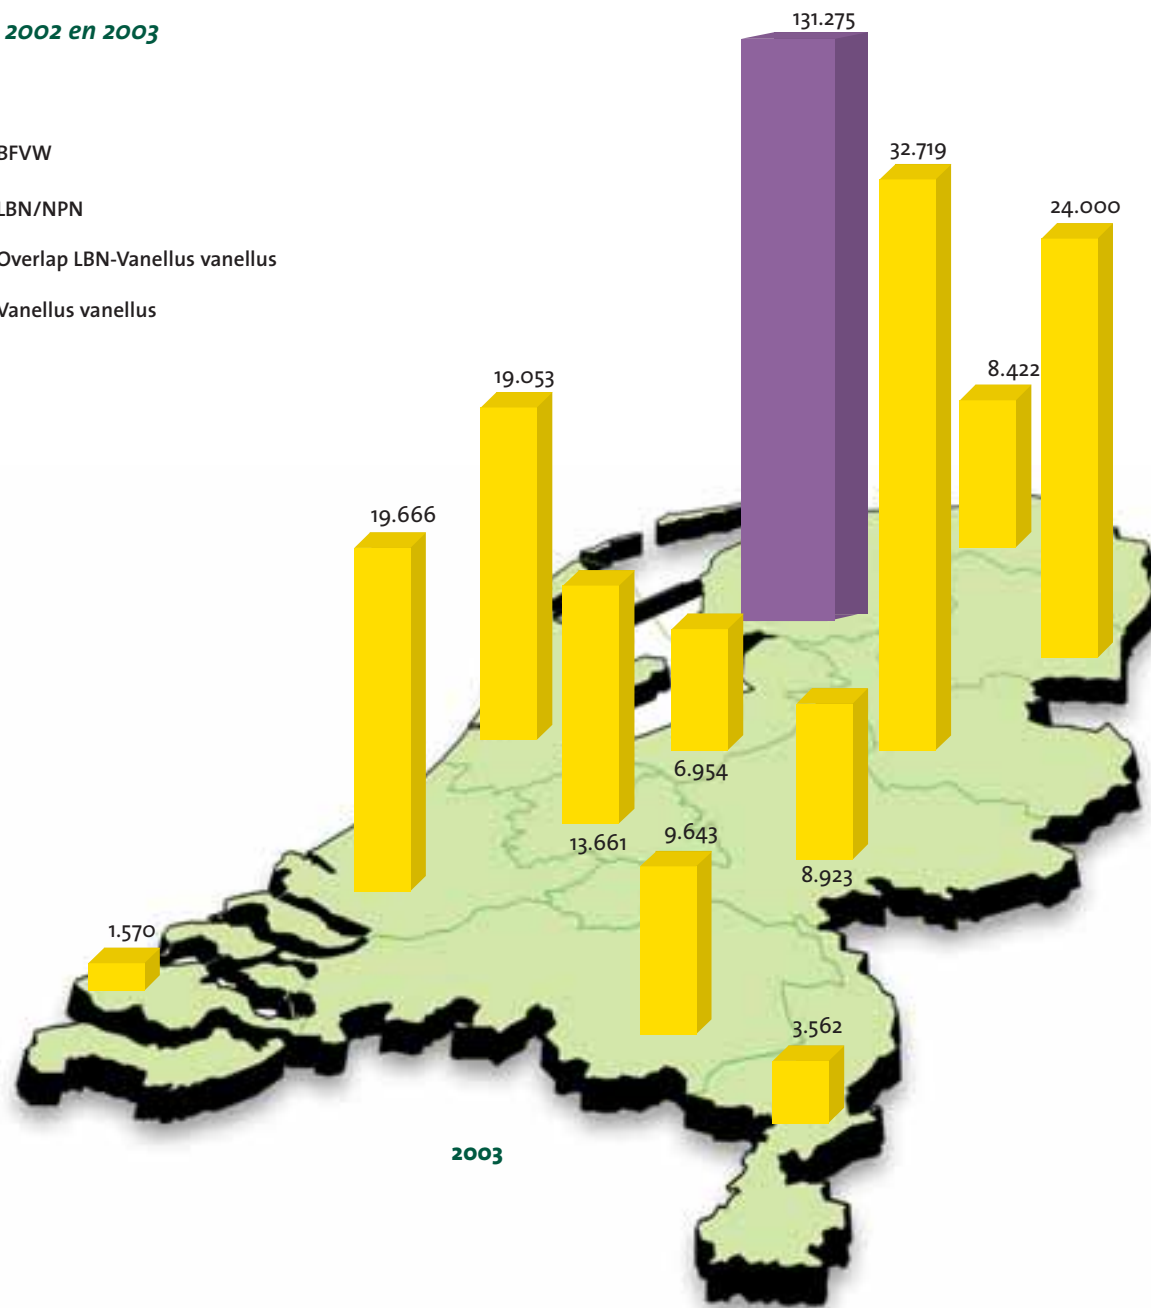 2002 en 2003
131.275
BFVW
32.719
LBN/NPN
24.000
Overlap LBN-Vanellus vanellus
Vanellus vanellus
8.422
19.053
19.666
6.954
9.643
13.661
8.923
1.570
3.562
2003